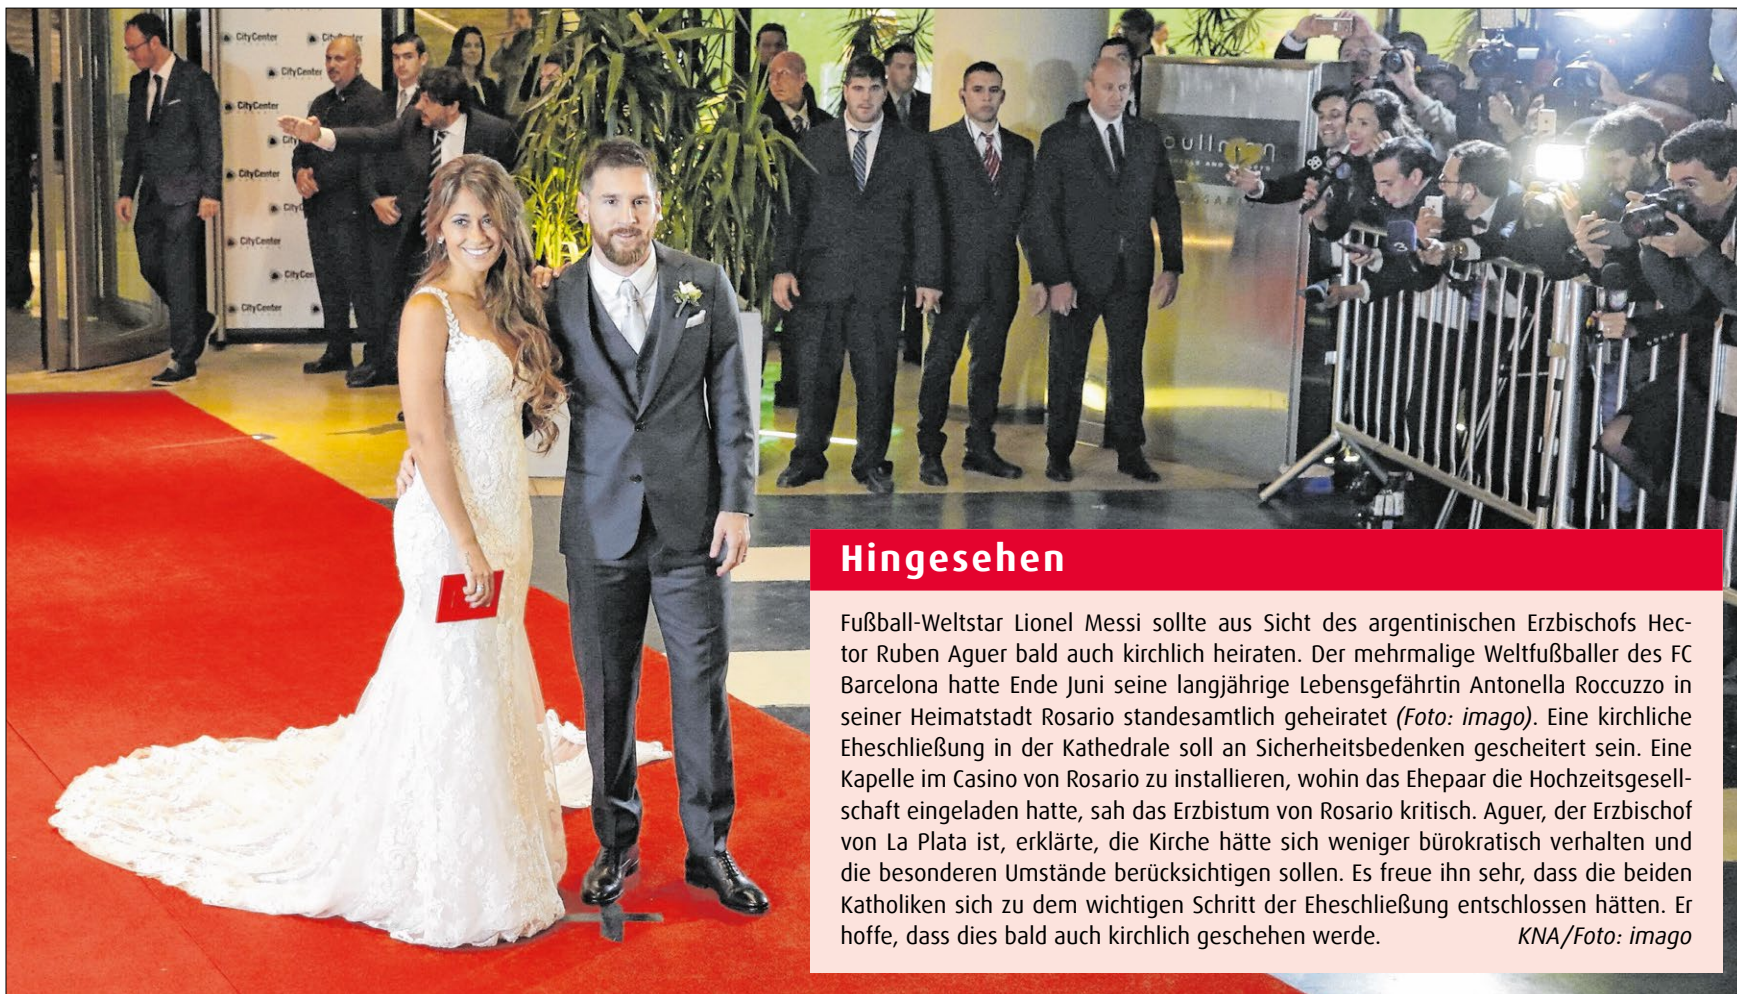 CityCenter
CityCenter
CityCenter
CityCenter
CityCenter
CityCenter
CityCenter
pullman
Hingesehen
Fußball-Weltstar Lionel Messi sollte aus Sicht des argentinischen Erzbischofs Hec-
tor Ruben Aguer bald auch kirchlich heiraten. Der mehrmalige Weltfußballer des FC
Barcelona hatte Ende Juni seine langjährige Lebensgefährtin Antonella Roccuzzo in
seiner Heimatstadt Rosario standesamtlich geheiratet (Foto: imago). Eine kirchliche
Eheschließung in der Kathedrale soll an Sicherheitsbedenken gescheitert sein. Eine
Kapelle im Casino von Rosario zu installieren, wohin das Ehepaar die Hochzeitsgesell-
schaft eingeladen hatte, sah das Erzbistum von Rosario kritisch. Aguer, der Erzbischof
von La Plata ist, erklärte, die Kirche hätte sich weniger bürokratisch verhalten und
die besonderen Umstände berücksichtigen sollen. Es freue ihn sehr, dass die beiden
Katholiken sich zu dem wichtigen Schritt der Eheschließung entschlossen hätten. Er
hoffe, dass dies bald auch kirchlich geschehen werde. KNA/Foto: imago